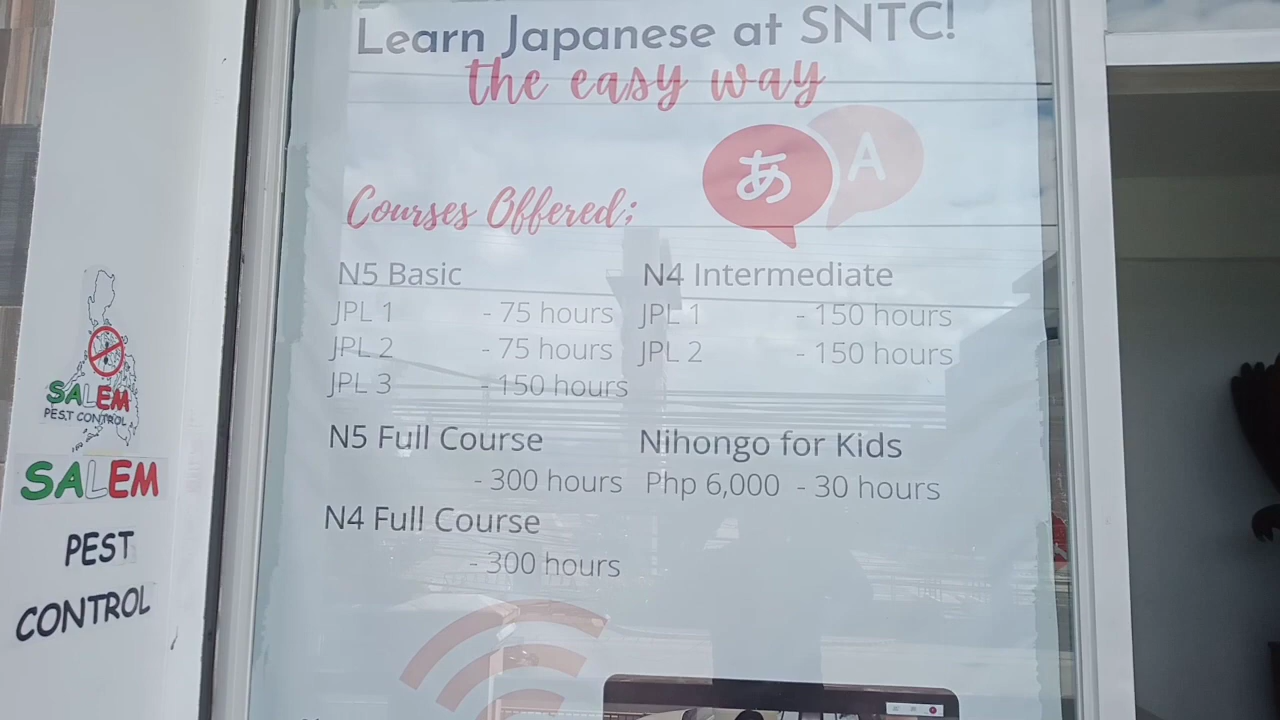 Learn Japanese at SNTC!
the easy way
あ A
Courses Offered;
N5 Basic
JPL 1 - 75 hours
JPL 2 - 75 hours
JPL 3 - 150 hours
N4 Intermediate
JPL 1 - 150 hours
JPL 2 - 150 hours
N5 Full Course
- 300 hours
Nihongo for Kids
Php 6,000 - 30 hours
N4 Full Course
- 300 hours
SALEM
PEST CONTROL
SALEM
PEST
CONTROL